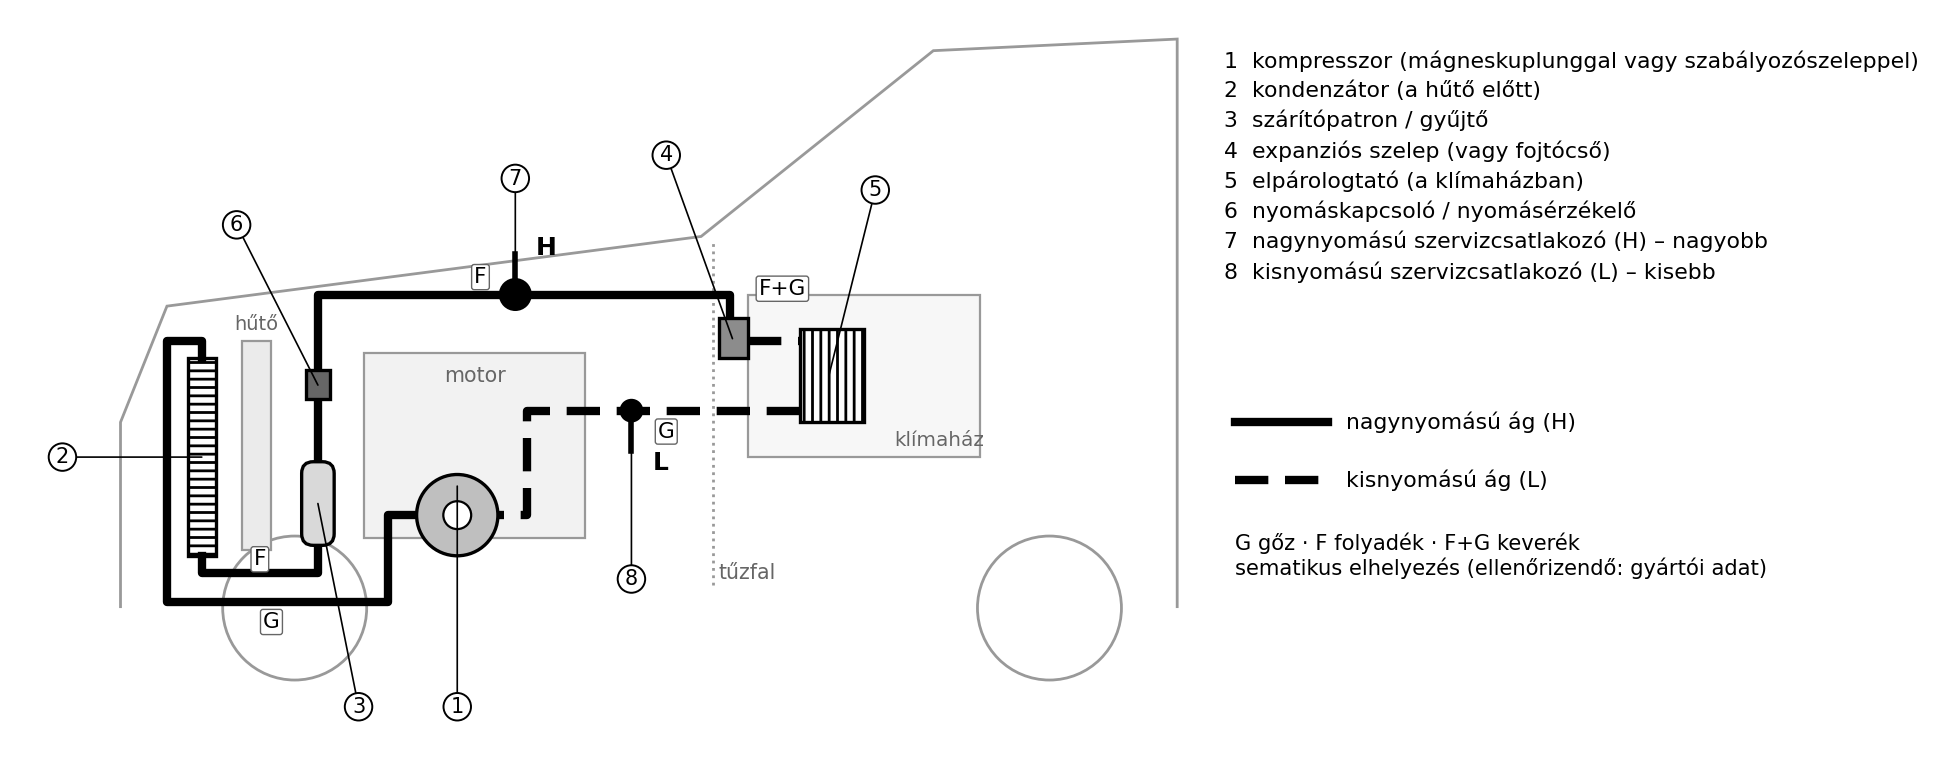 4
7
5
6
H
F
F+G
hűtő
motor
G
klímaház
2
L
F
8
tűzfal
G
3
1
1 kompresszor (mágneskuplunggal vagy szabályozószeleppel)
2 kondenzátor (a hűtő előtt)
3 szárítópatron / gyűjtő
4 expanziós szelep (vagy fojtócső)
5 elpárologtató (a klímaházban)
6 nyomáskapcsoló / nyomásérzékelő
7 nagynyomású szervizcsatlakozó (H) – nagyobb
8 kisnyomású szervizcsatlakozó (L) – kisebb
nagynyomású ág (H)
kisnyomású ág (L)
G gőz · F folyadék · F+G keverék
sematikus elhelyezés (ellenőrizendő: gyártói adat)